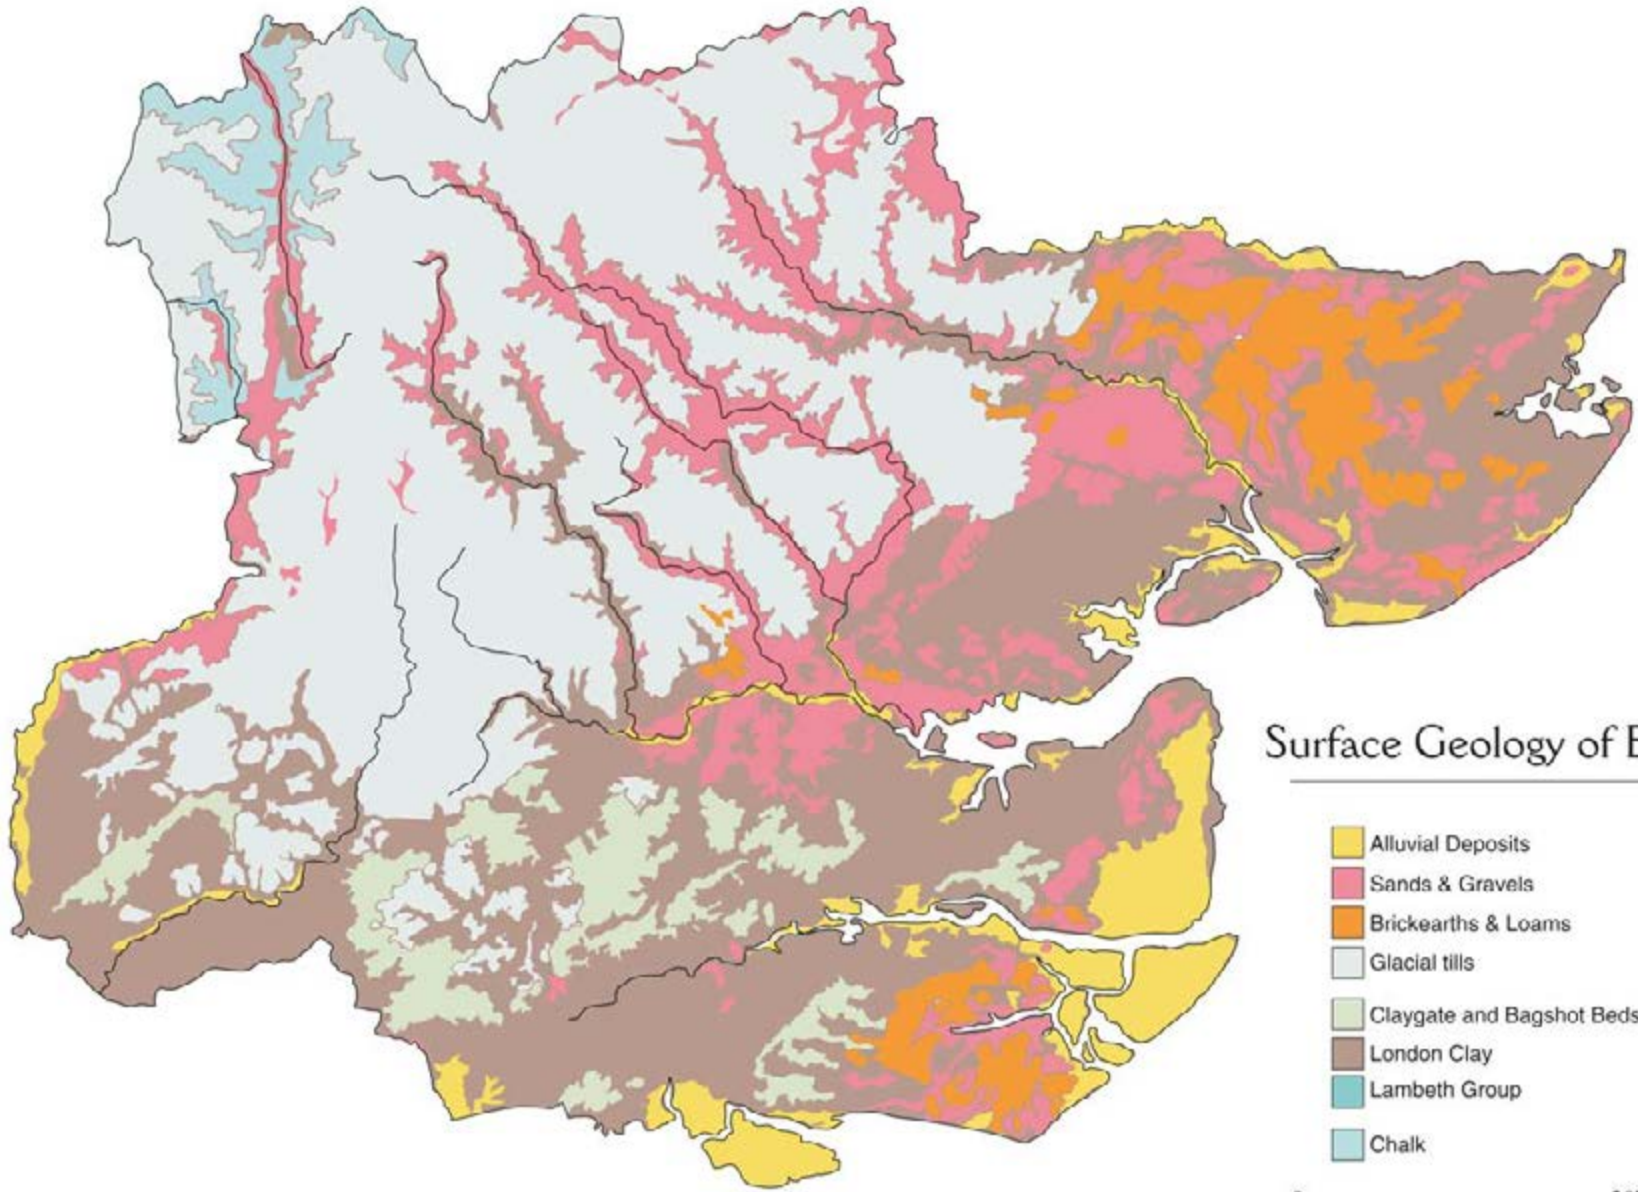 Surface Geology of E
Alluvial Deposits
Sands & Gravels
Brickearths & Loams
Glacial tills
Claygate and Bagshot Beds
London Clay
Lambeth Group
Chalk